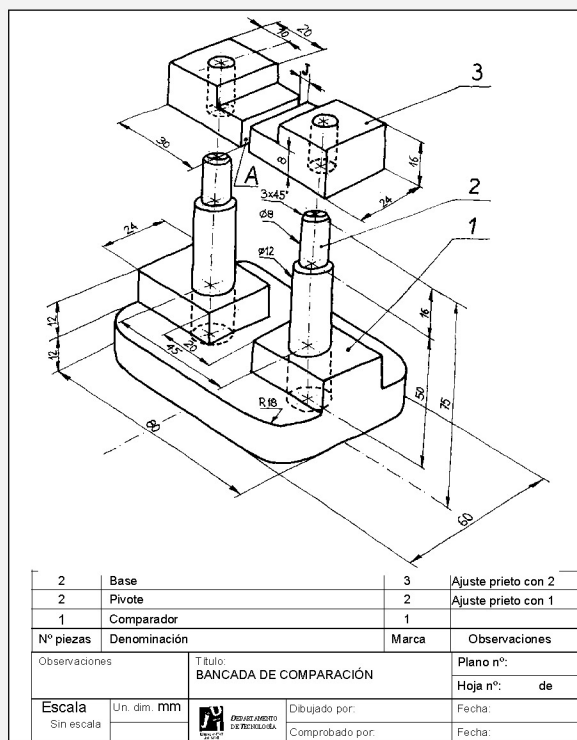 10
20
J
3
30
A
8
16
24
3x45°
2
Ø8
1
24
Ø12
12
16
20
45
12
50
75
R18
80
60
2 Base 3 Ajuste prieto con 2
2 Pivote 2 Ajuste prieto con 1
1 Comparador 1
Nº piezas Denominación Marca Observaciones
Observaciones Título: Plano nº:
BANCADA DE COMPARACIÓN
Hoja nº: de
Escala Un. dim. mm Dibujado por: Fecha:
Sin escala DEPARTAMENTO
DE TECNOLOGÍA
Comprobado por: Fecha: